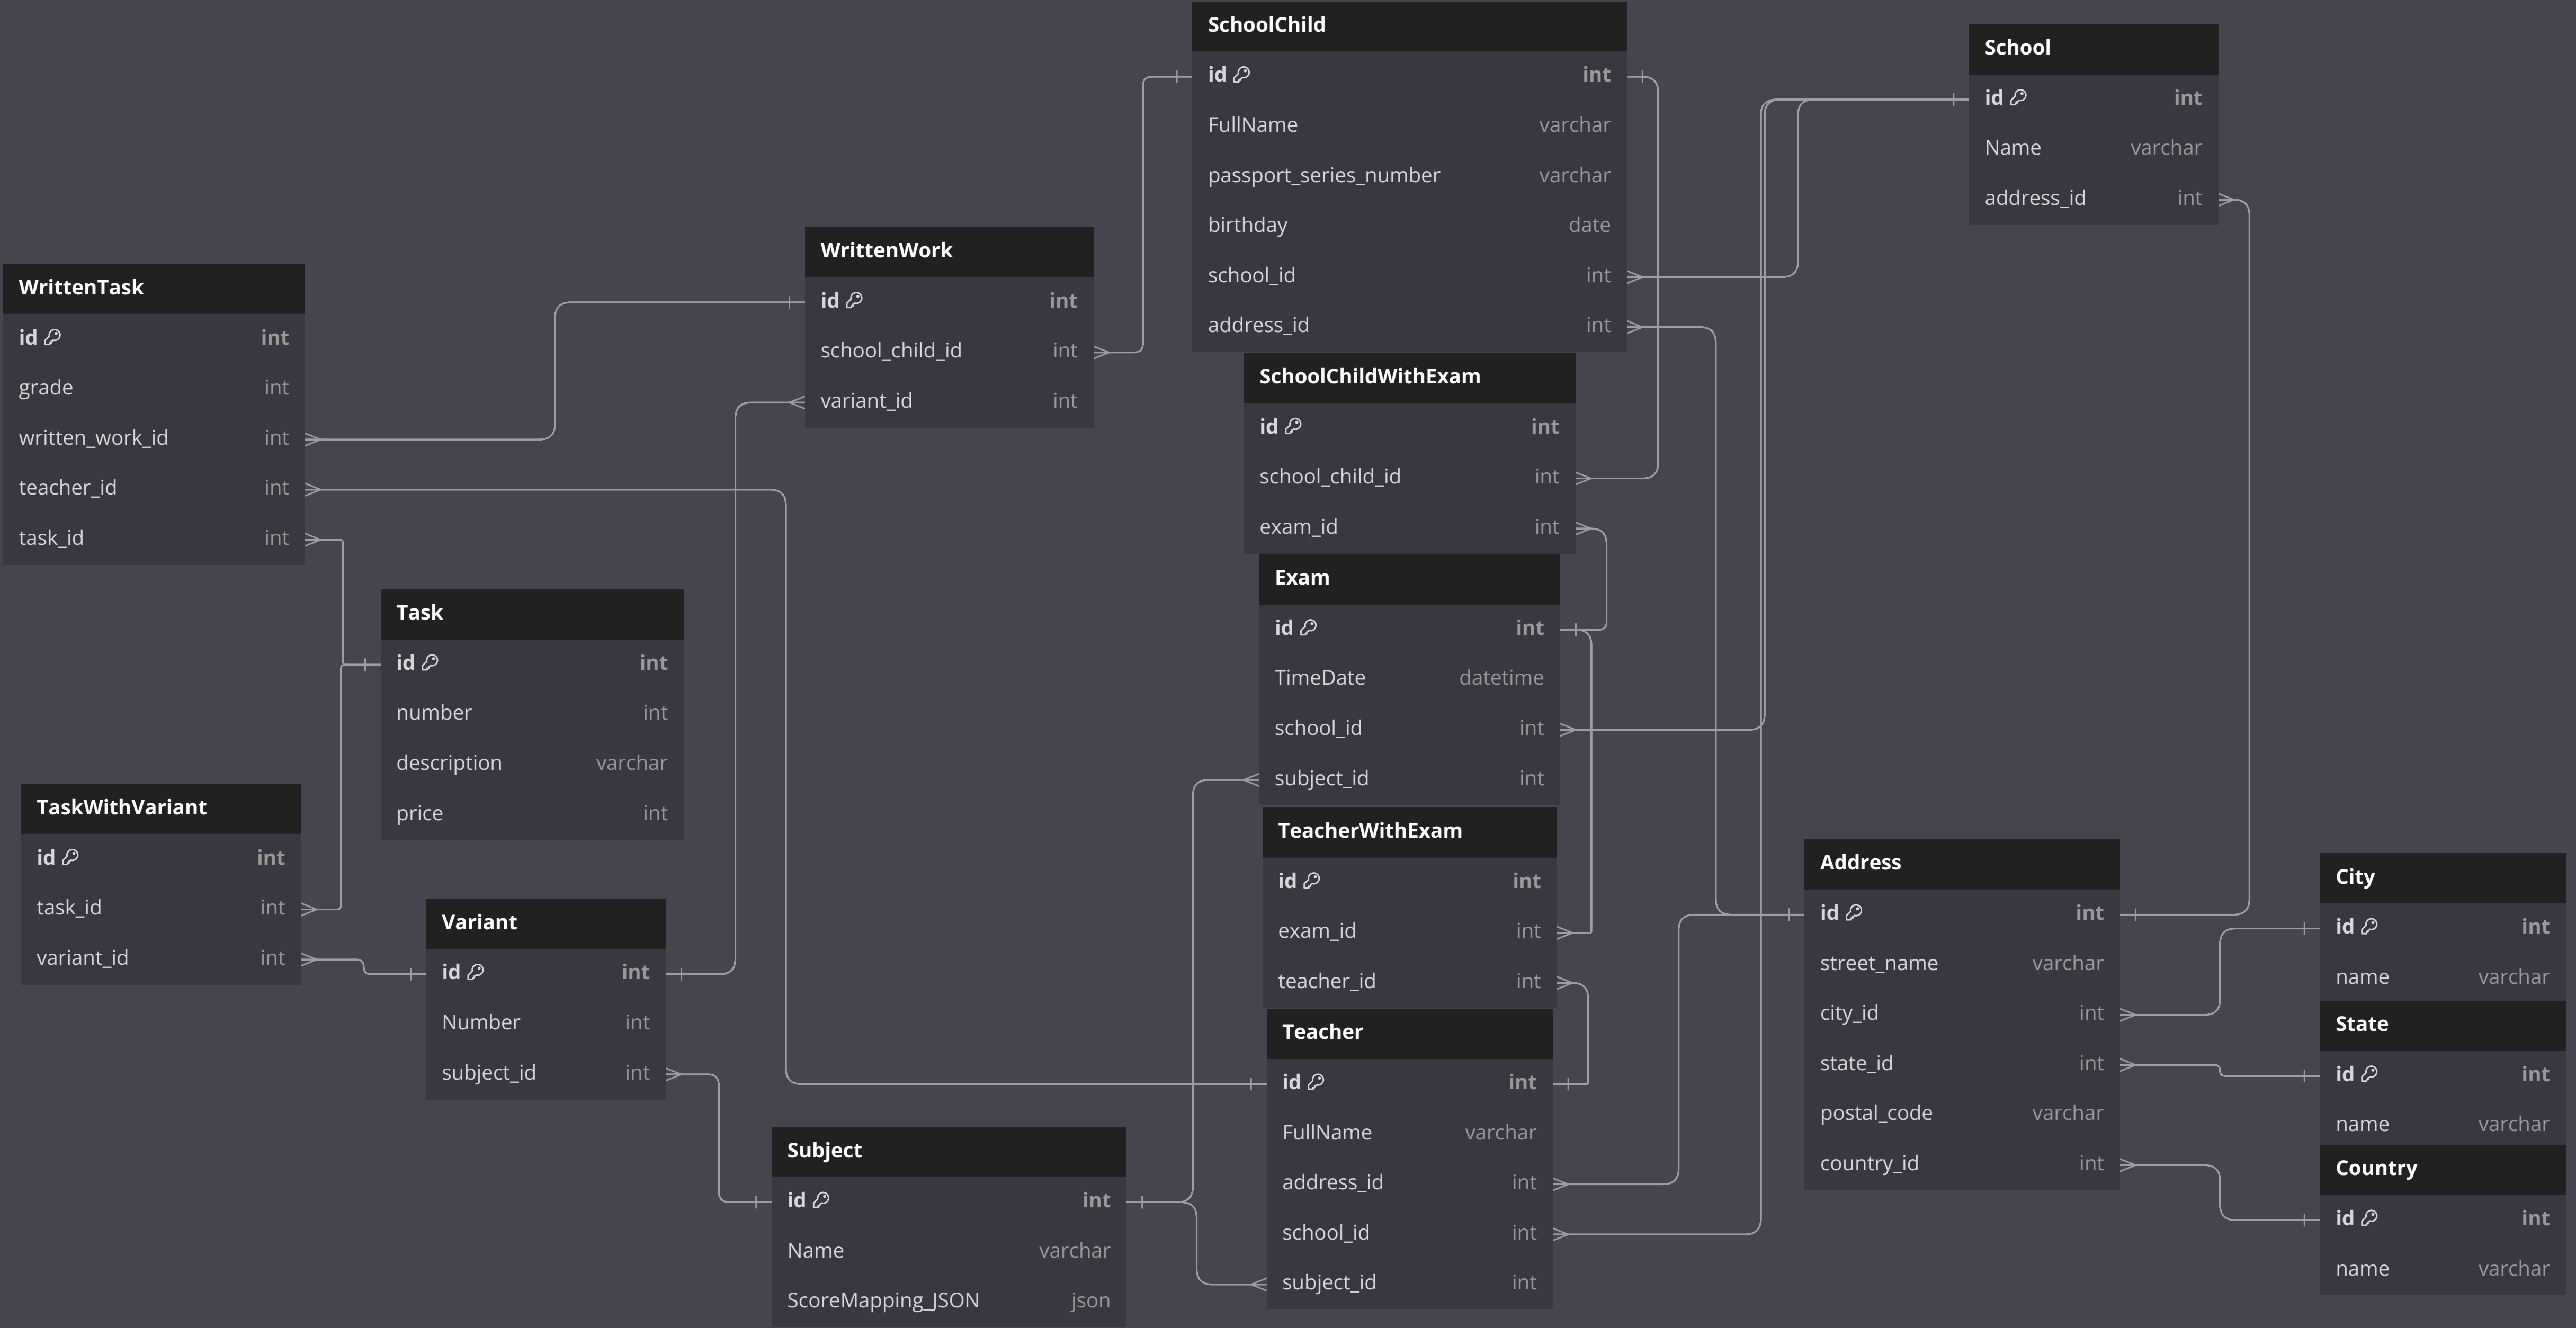 SchoolChild
id int
FullName varchar
passport_series_number varchar
birthday date
school_id int
address_id int
School
id int
Name varchar
address_id int
WrittenWork
id int
school_child_id int
variant_id int
WrittenTask
id int
grade int
written_work_id int
teacher_id int
task_id int
SchoolChildWithExam
id int
school_child_id int
exam_id int
Exam
id int
TimeDate datetime
school_id int
subject_id int
Task
id int
number int
description varchar
price int
TaskWithVariant
id int
task_id int
variant_id int
TeacherWithExam
id int
exam_id int
teacher_id int
Address
id int
street_name varchar
city_id int
state_id int
postal_code varchar
country_id int
City
id int
name varchar
State
id int
name varchar
Country
id int
name varchar
Variant
id int
Number int
subject_id int
Teacher
id int
FullName varchar
address_id int
school_id int
subject_id int
Subject
id int
Name varchar
ScoreMapping_JSON json